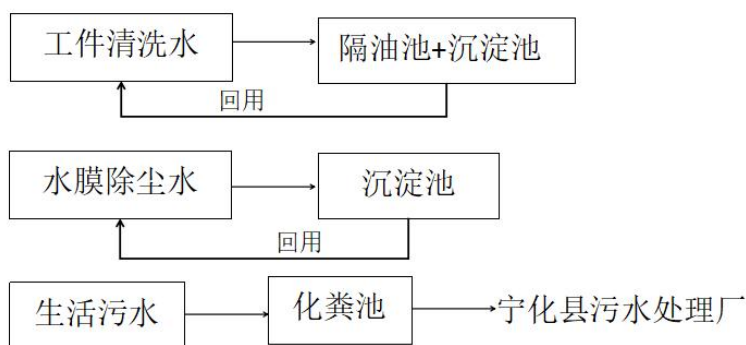 工件清洗水
隔油池+沉淀池
回用
水膜除尘水
沉淀池
回用
生活污水
化粪池
宁化县污水处理厂